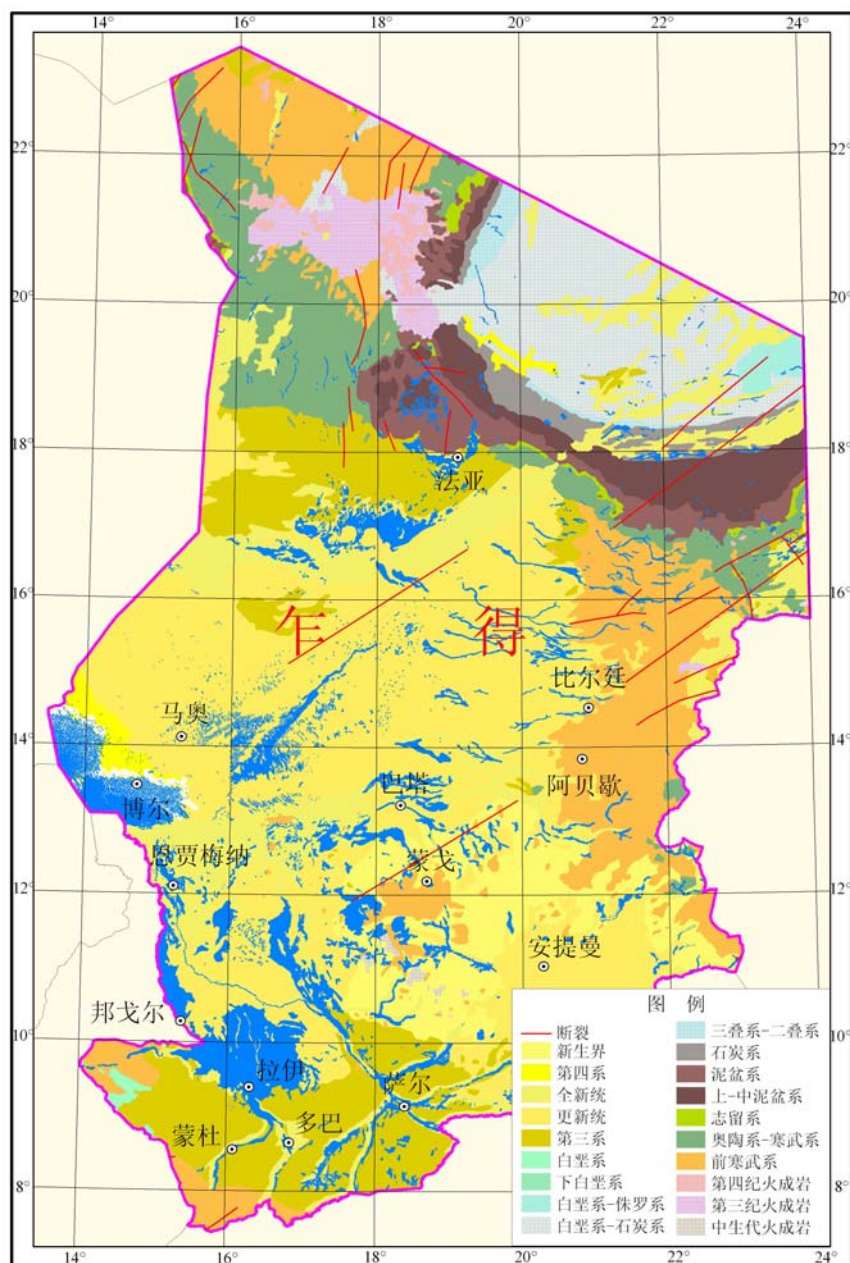 14° 16° 18° 20° 22° 24°
22° 22°
20° 20°
18° 18°
法亚
16° 16°
乍得
比尔廷
马奥
14° 14°
阿贝歇
巴塔
博尔
恩贾梅纳
蒙戈
12° 12°
安提曼
邦戈尔
10°
拉伊
萨尔
多巴
蒙杜
8°
图 例
断裂
新生界
第四系
全新统
更新统
第三系
白垩系
下白垩系
白垩系-侏罗系
白垩系-石炭系
三叠系-二叠系
石炭系
泥盆系
上-中泥盆系
志留系
奥陶系-寒武系
前寒武系
第四纪火成岩
第三纪火成岩
中生代火成岩
14° 16° 18° 20° 22° 24°